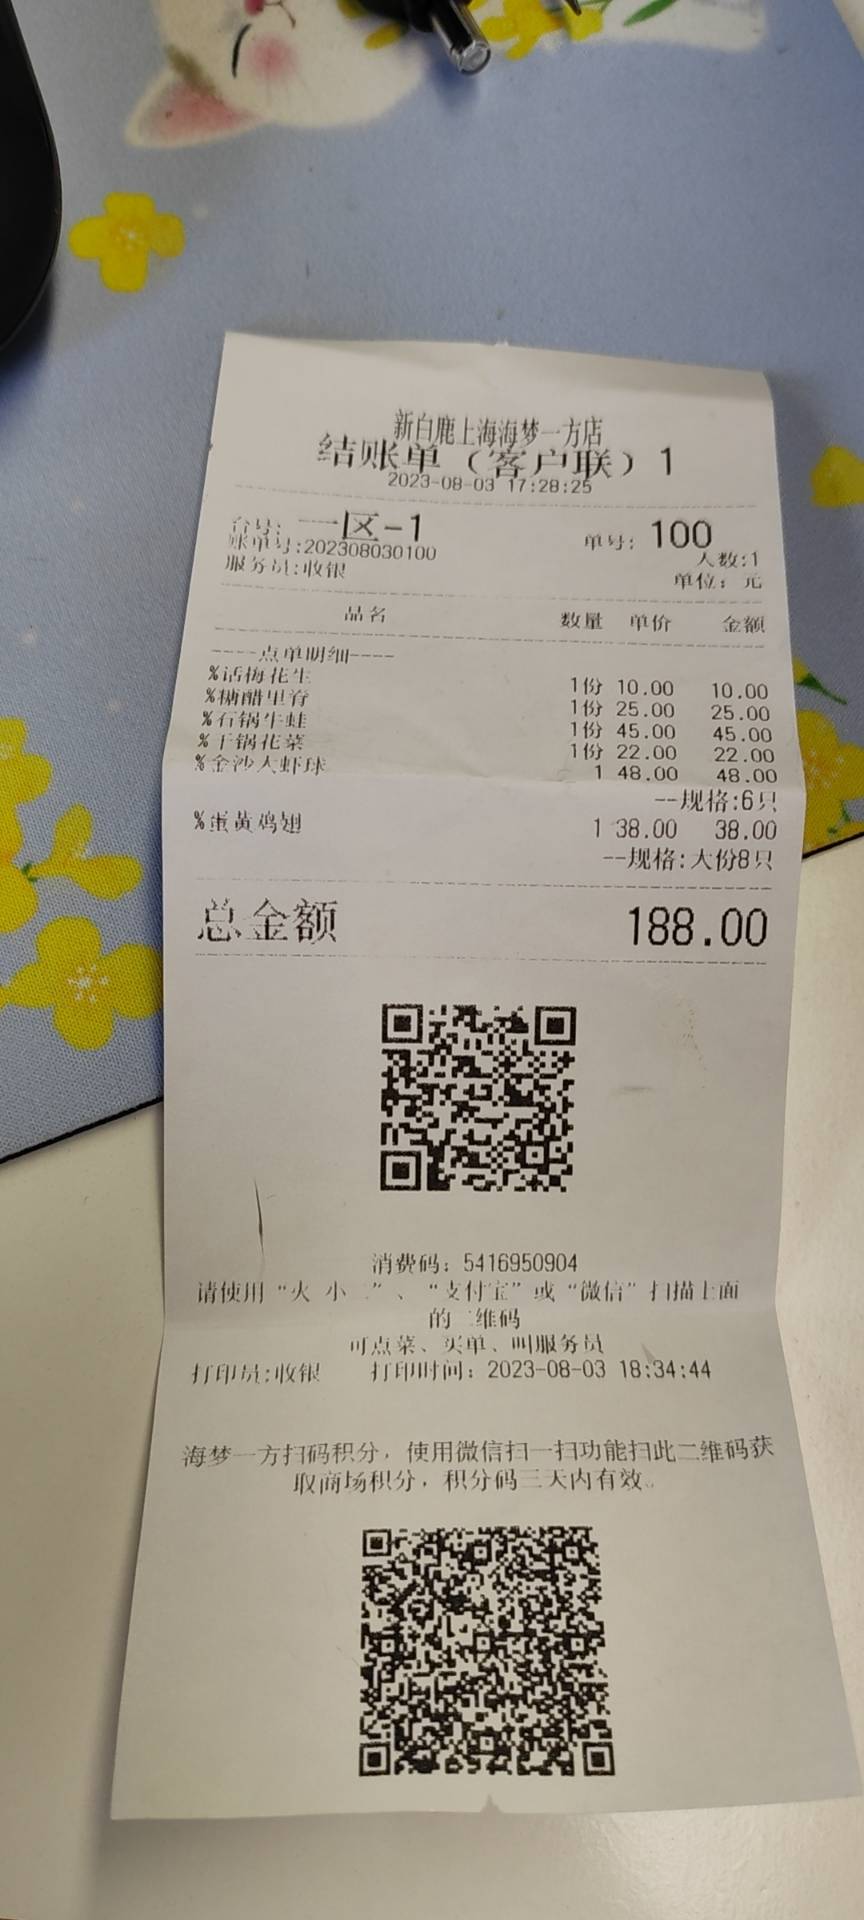 新白鹿上海海梦一方店
结账单（客户联）1
2023-08-03 17:28:25
台号: 一区-1 单号: 100
账单号:202308030100 人数:1
服务员:收银 单位: 元
品名 数量 单价 金额
----点单明细----
%话梅花生 1份 10.00 10.00
%糖醋里脊 1份 25.00 25.00
%石锅牛蛙 1份 45.00 45.00
%干锅花菜 1份 22.00 22.00
%金沙大虾球 1 48.00 48.00
--规格:6只
%蛋黄鸡翅 1 38.00 38.00
--规格:大份8只
总金额 188.00
消费码: 5416950904
请使用“火 小二”、“支付宝”或“微信”扫描上面
的二维码
可点菜、买单、叫服务员
打印员:收银 打印时间: 2023-08-03 18:34:44
海梦一方扫码积分，使用微信扫一扫功能扫此二维码获
取商场积分，积分码三天内有效。